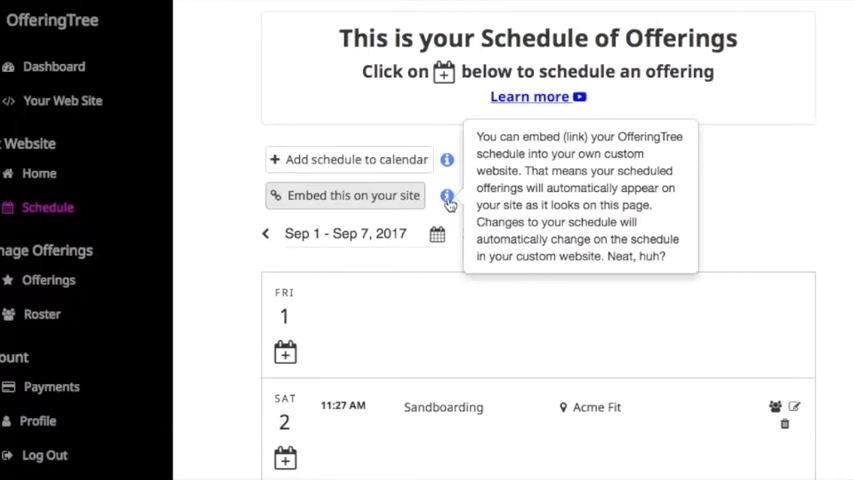 OfferingTree
Dashboard
Your Web Site
Website
Home
Schedule
nage Offerings
Offerings
Roster
ount
Payments
Profile
Log Out
This is your Schedule of Offerings
Click on below to schedule an offering
Learn more
+ Add schedule to calendar
Embed this on your site
You can embed (link) your OfferingTree
schedule into your own custom
website. That means your scheduled
offerings will automatically appear on
your site as it looks on this page.
Changes to your schedule will
automatically change on the schedule
in your custom website. Neat, huh?
Sep 1 - Sep 7, 2017
FRI
1
SAT
2
11:27 AM Sandboarding Acme Fit